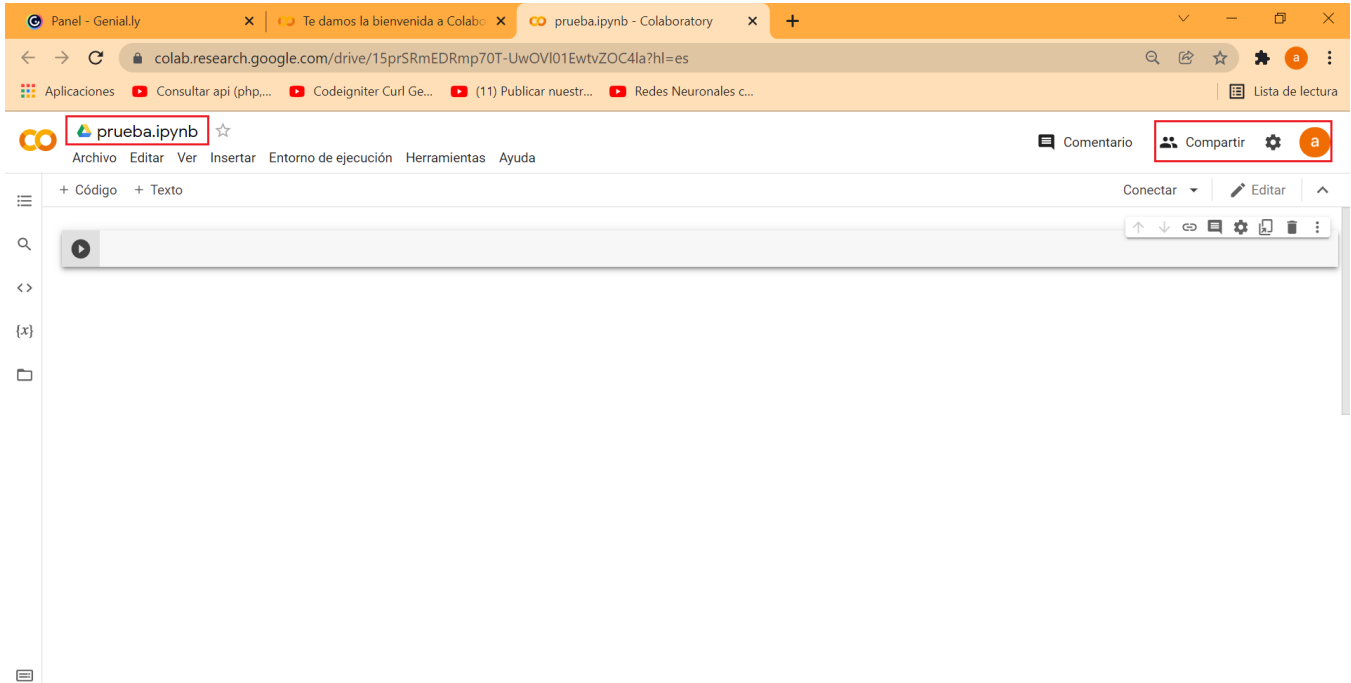 Panel - Genial.ly
Te damos la bienvenida a Colabo
prueba.ipynb - Colaboratory
colab.research.google.com/drive/15prSRmEDRmp70T-UwOVl01EwtvZOC4la?hl=es
a
Aplicaciones
Consultar api (php,...
Codeigniter Curl Ge...
(11) Publicar nuestr...
Redes Neuronales c...
Lista de lectura
prueba.ipynb
Comentario
Compartir
a
Archivo Editar Ver Insertar Entorno de ejecución Herramientas Ayuda
+ Código + Texto
Conectar
Editar
{x}